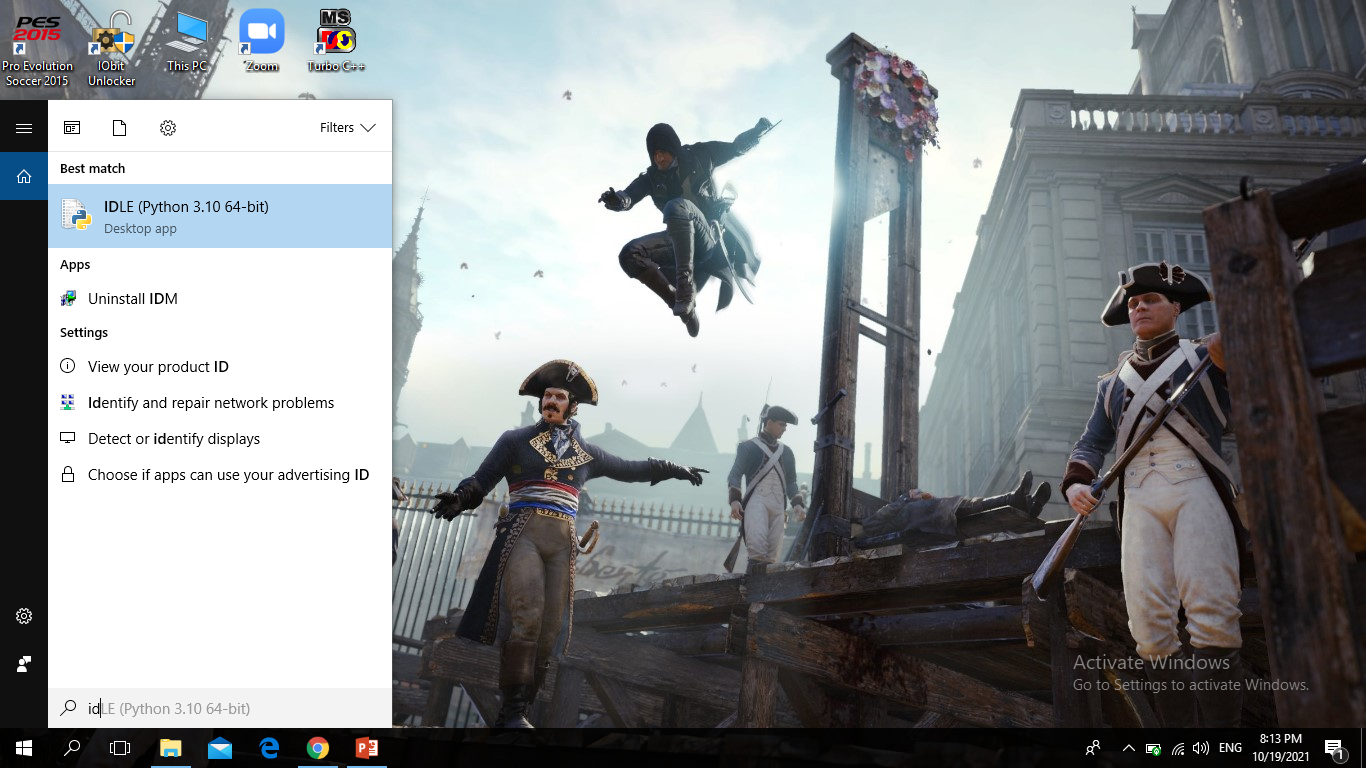 PES
2015
MS
Pro Evolution
Soccer 2015
IObit
Unlocker
This PC
Zoom
Turbo C++
Filters
Best match
IDLE (Python 3.10 64-bit)
Desktop app
Apps
Uninstall IDM
Settings
View your product ID
Identify and repair network problems
Detect or identify displays
Choose if apps can use your advertising ID
Activate Windows
Go to Settings to activate Windows.
idLE (Python 3.10 64-bit)
ENG
8:13 PM
10/19/2021
1